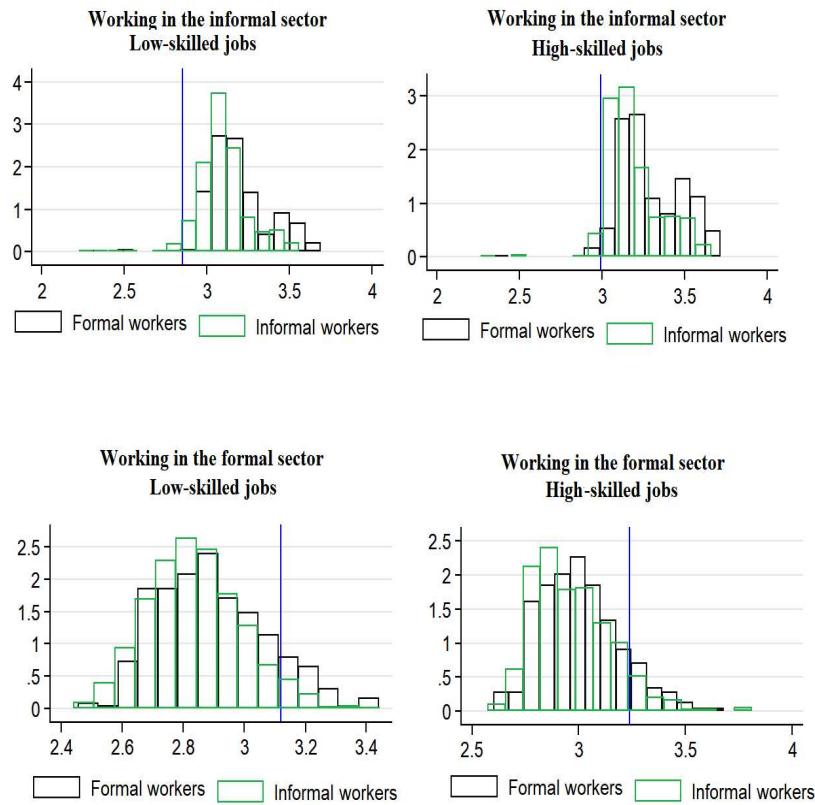 Working in the informal sector
Low-skilled jobs
4
3
2
1
0
2 2.5 3 3.5 4
Formal workers Informal workers
Working in the informal sector
High-skilled jobs
3
2
1
0
2 2.5 3 3.5 4
Formal workers Informal workers
Working in the formal sector
Low-skilled jobs
2.5
2
1.5
1
.5
0
2.4 2.6 2.8 3 3.2 3.4
Formal workers Informal workers
Working in the formal sector
High-skilled jobs
2.5
2
1.5
1
.5
0
2.5 3 3.5 4
Formal workers Informal workers